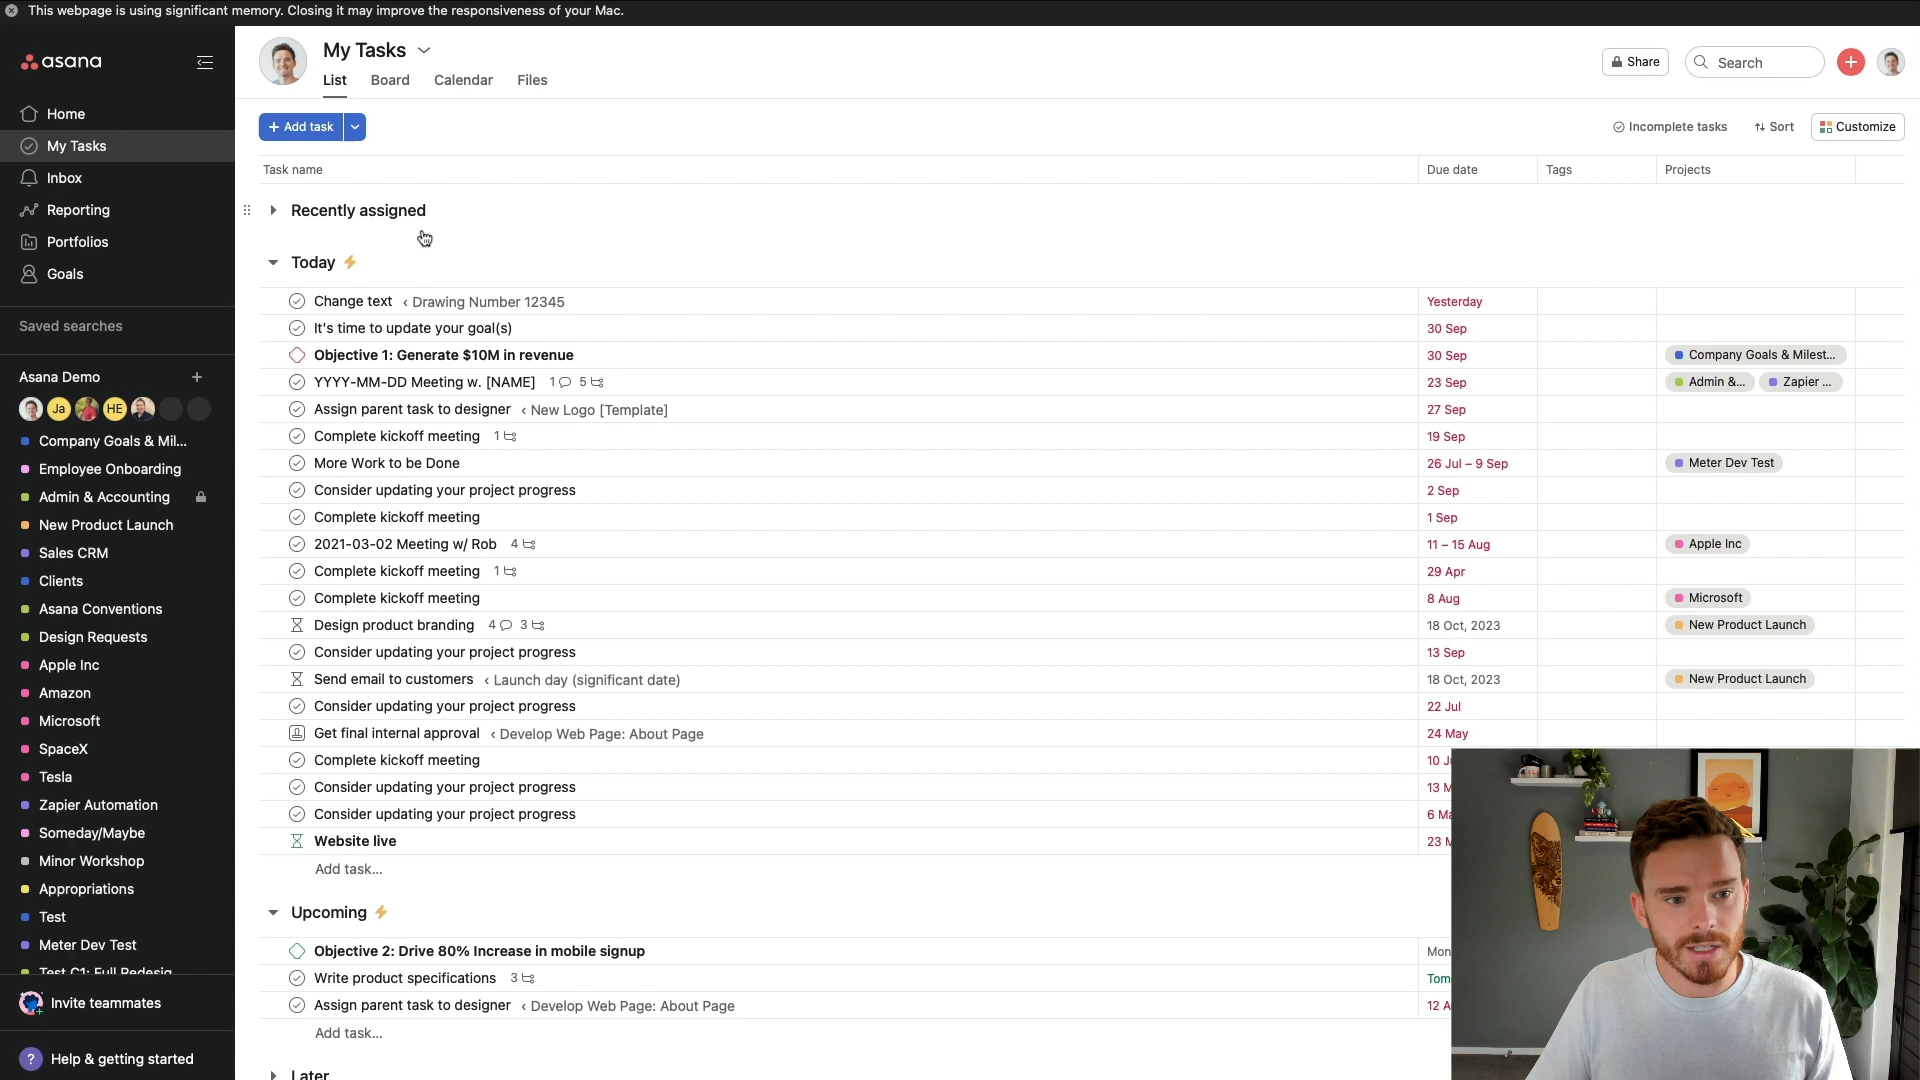 This webpage is using significant memory. Closing it may improve the responsiveness of your Mac.
asana
Home
My Tasks
Inbox
Reporting
Portfolios
Goals
Saved searches
Asana Demo
Ja HE
Company Goals & Mil...
Employee Onboarding
Admin & Accounting
New Product Launch
Sales CRM
Clients
Asana Conventions
Design Requests
Apple Inc
Amazon
Microsoft
SpaceX
Tesla
Zapier Automation
Someday/Maybe
Minor Workshop
Appropriations
Test
Meter Dev Test
Test C1: Full Redesig
Invite teammates
? Help & getting started
My Tasks
List Board Calendar Files
Share Search
+ Add task
Incomplete tasks Sort Customize
Task name Due date Tags Projects
Recently assigned
Today
Change text ‹ Drawing Number 12345 Yesterday
It's time to update your goal(s) 30 Sep
Objective 1: Generate $10M in revenue 30 Sep Company Goals & Milest...
YYYY-MM-DD Meeting w. [NAME] 1 5 23 Sep Admin &... Zapier ...
Assign parent task to designer ‹ New Logo [Template] 27 Sep
Complete kickoff meeting 1 19 Sep
More Work to be Done 26 Jul – 9 Sep Meter Dev Test
Consider updating your project progress 2 Sep
Complete kickoff meeting 1 Sep
2021-03-02 Meeting w/ Rob 4 11 – 15 Aug Apple Inc
Complete kickoff meeting 1 29 Apr
Complete kickoff meeting 8 Aug Microsoft
Design product branding 4 3 18 Oct, 2023 New Product Launch
Consider updating your project progress 13 Sep
Send email to customers ‹ Launch day (significant date) 18 Oct, 2023 New Product Launch
Consider updating your project progress 22 Jul
Get final internal approval ‹ Develop Web Page: About Page 24 May
Complete kickoff meeting 10 J
Consider updating your project progress 13 M
Consider updating your project progress 6 Ma
Website live 23 M
Add task...
Upcoming
Objective 2: Drive 80% Increase in mobile signup Mon
Write product specifications 3 Tom
Assign parent task to designer ‹ Develop Web Page: About Page 12 A
Add task...
Later